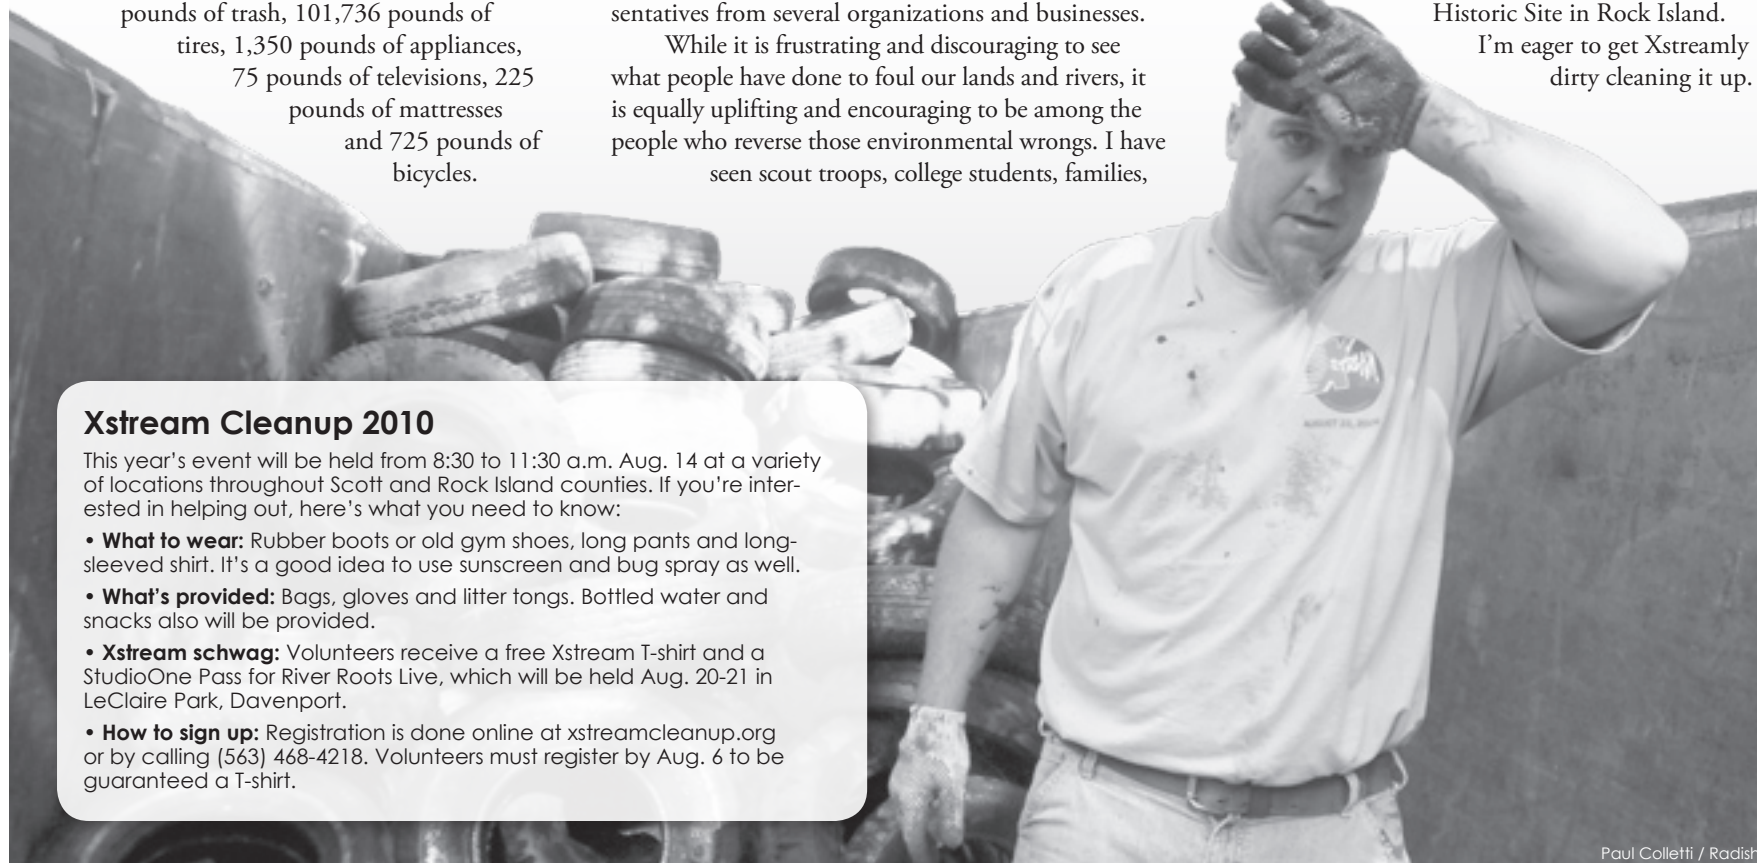 pounds of trash, 101,736 pounds of
tires, 1,350 pounds of appliances,
75 pounds of televisions, 225
pounds of mattresses
and 725 pounds of
bicycles.
sentatives from several organizations and businesses.
While it is frustrating and discouraging to see
what people have done to foul our lands and rivers, it
is equally uplifting and encouraging to be among the
people who reverse those environmental wrongs. I have
seen scout troops, college students, families,
Historic Site in Rock Island.
I’m eager to get Xstreamly
dirty cleaning it up.
Xstream Cleanup 2010
This year’s event will be held from 8:30 to 11:30 a.m. Aug. 14 at a variety
of locations throughout Scott and Rock Island counties. If you’re inter-
ested in helping out, here’s what you need to know:
• What to wear: Rubber boots or old gym shoes, long pants and long-
sleeved shirt. It’s a good idea to use sunscreen and bug spray as well.
• What’s provided: Bags, gloves and litter tongs. Bottled water and
snacks also will be provided.
• Xstream schwag: Volunteers receive a free Xstream T-shirt and a
StudioOne Pass for River Roots Live, which will be held Aug. 20-21 in
LeClaire Park, Davenport.
• How to sign up: Registration is done online at xstreamcleanup.org
or by calling (563) 468-4218. Volunteers must register by Aug. 6 to be
guaranteed a T-shirt.
Paul Colletti / Radish